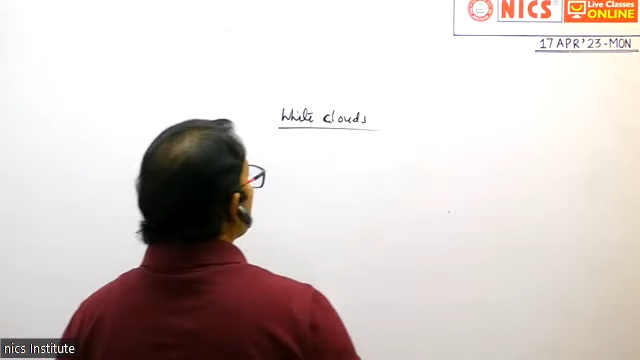 NICS
Live Classes
ONLINE
17 APR'23-MON
White clouds
nics Institute